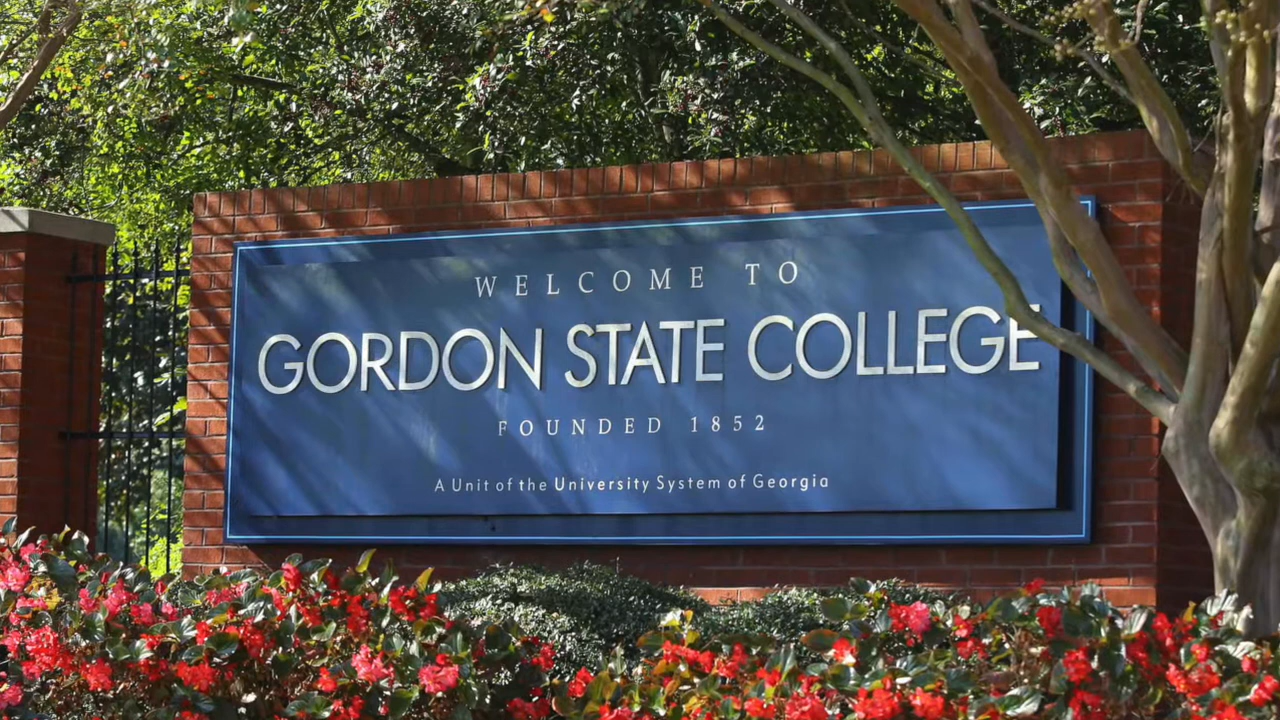 WELCOME TO
GORDON STATE COLLEGE
FOUNDED 1852
A Unit of the University System of Georgia